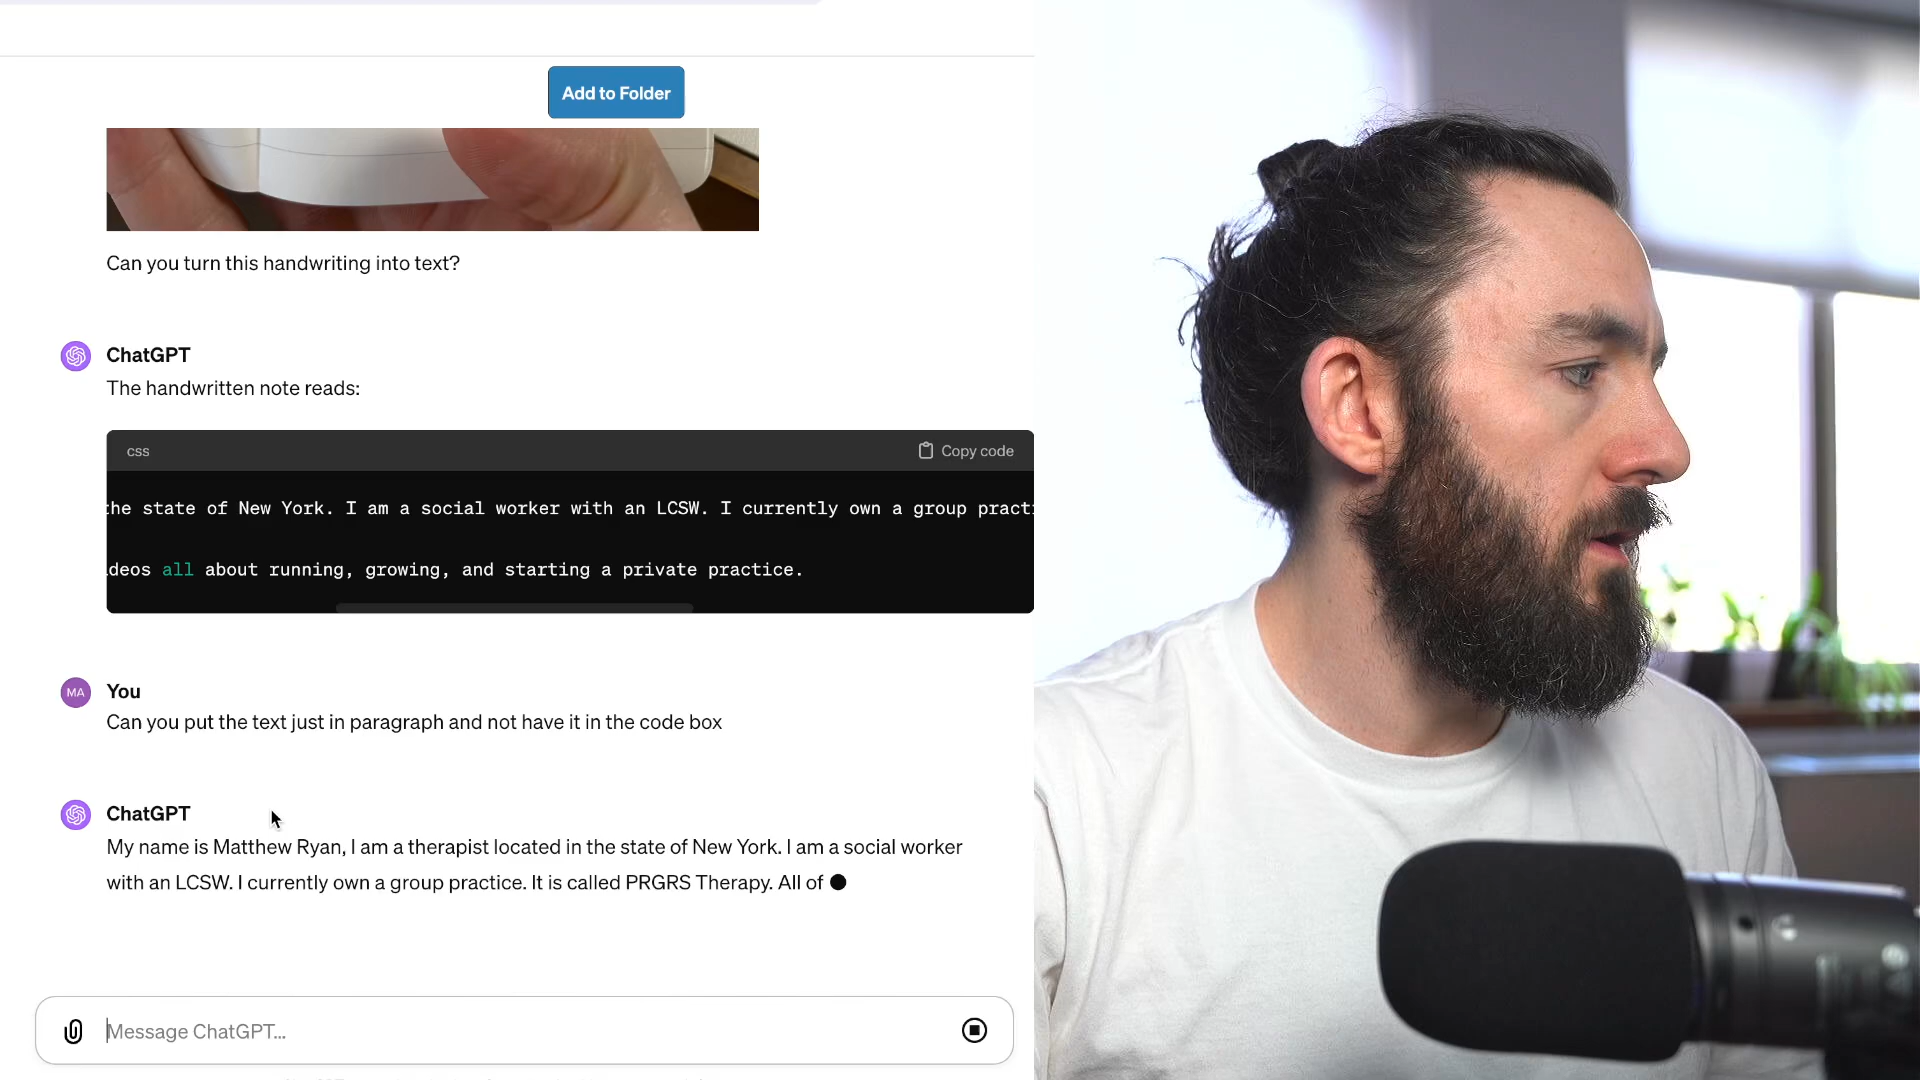 Add to Folder
Can you turn this handwriting into text?
ChatGPT
The handwritten note reads:
css
Copy code
the state of New York. I am a social worker with an LCSW. I currently own a group
all about running, growing, and starting a private practice.
MA
You
Can you put the text just in paragraph and not have it in the code box
ChatGPT
My name is Matthew Ryan, I am a therapist located in the state of New York. I am a social worker
with an LCSW. I currently own a group practice. It is called PRGRS Therapy. All of
Message ChatGPT...